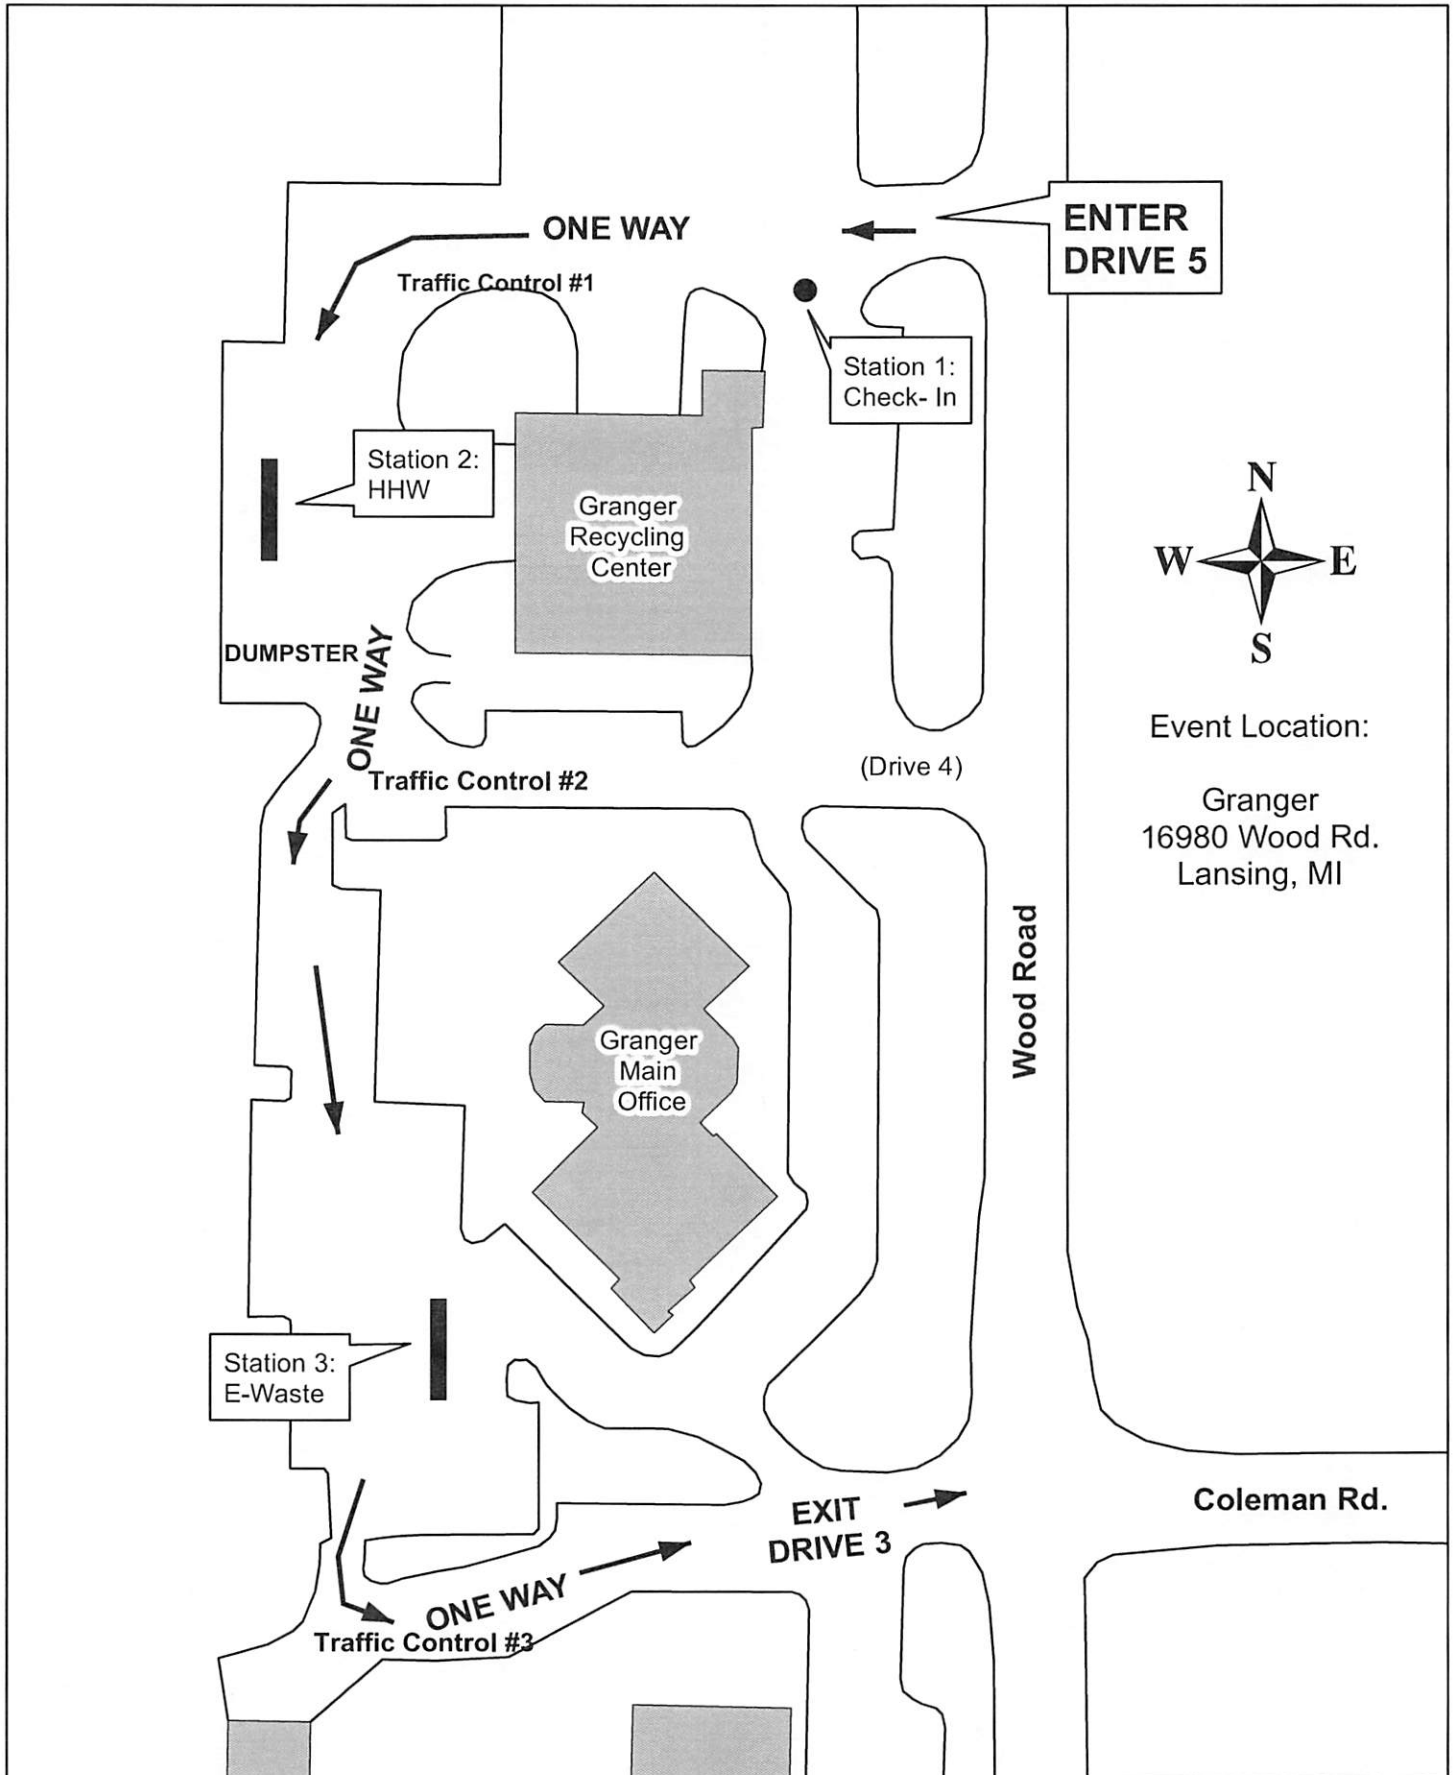 ONE WAY
ENTER
DRIVE 5
Traffic Control #1
Station 1:
Check- In
Station 2:
HHW
Granger
Recycling
Center
N
W
E
S
DUMPSTER
ONE WAY
Event Location:
(Drive 4)
Traffic Control #2
Granger
16980 Wood Rd.
Lansing, MI
Wood Road
Granger
Main
Office
Station 3:
E-Waste
EXIT
DRIVE 3
Coleman Rd.
ONE WAY
Traffic Control #3